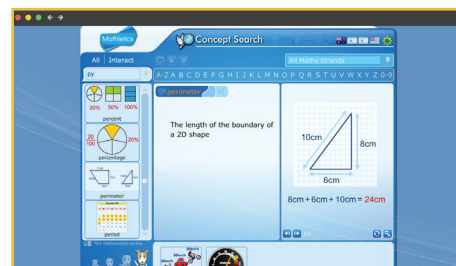 Mathletics
Concept Search
All Interact
All Maths Strands
py
A-Z A B C D E F G H I J K L M N O P Q R S T U V W X Y Z 0-9
20% 50% 100%
percent
20
100
20%
percentage
perimeter
period
perimeter
The length of the boundary of
a 2D shape
10cm
8cm
6cm
8cm + 6cm + 10cm = 24cm